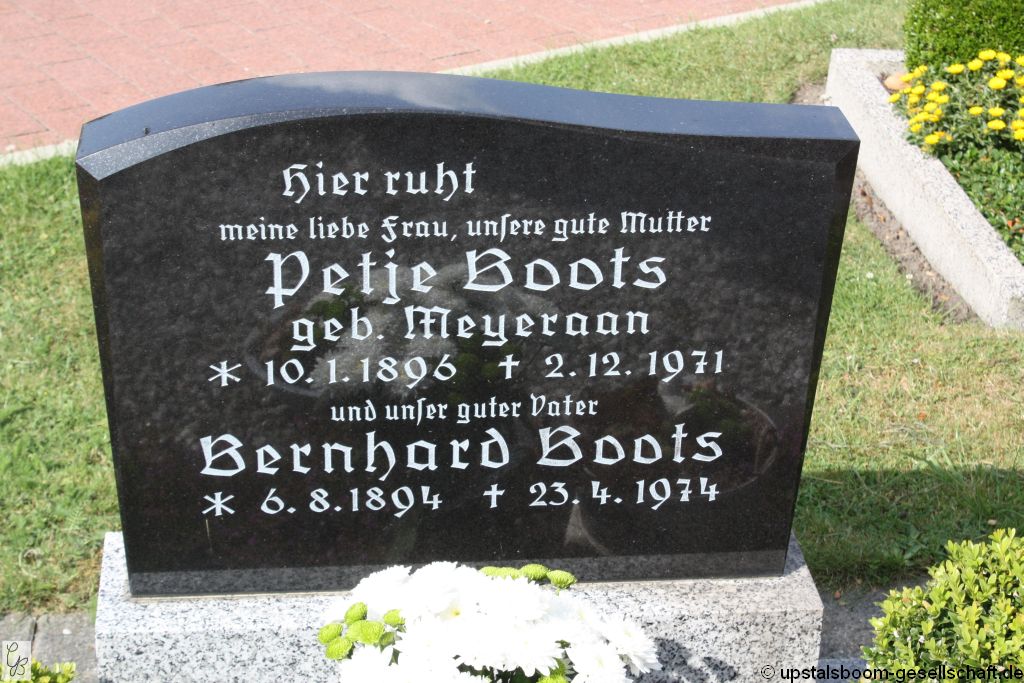 Hier ruht
meine liebe Frau, unsere gute Mutter
Petje Boots
geb. Meyeraan
* 10. 1. 1896 † 2. 12. 1971
und unser guter Vater
Bernhard Boots
* 6. 8. 1894 † 23. 4. 1974
GB
© upstalsboom-gesellschaft.de